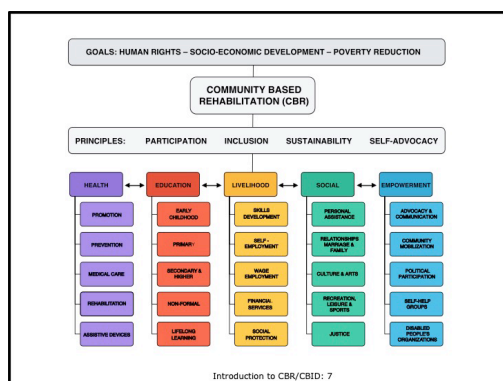 GOALS: HUMAN RIGHTS – SOCIO-ECONOMIC DEVELOPMENT – POVERTY REDUCTION
COMMUNITY BASED
REHABILITATION (CBR)
PRINCIPLES: PARTICIPATION INCLUSION SUSTAINABILITY SELF-ADVOCACY
HEALTH
PROMOTION
PREVENTION
MEDICAL CARE
REHABILITATION
ASSISTIVE DEVICES
EDUCATION
EARLY
CHILDHOOD
PRIMARY
SECONDARY &
HIGHER
NON-FORMAL
LIFELONG
LEARNING
LIVELIHOOD
SKILLS
DEVELOPMENT
SELF -
EMPLOYMENT
WAGE
EMPLOYMENT
FINANCIAL
SERVICES
SOCIAL
PROTECTION
SOCIAL
PERSONAL
ASSISTANCE
RELATIONSHIPS
MARRIAGE &
FAMILY
CULTURE & ARTS
RECREATION,
LEISURE &
SPORTS
JUSTICE
EMPOWERMENT
ADVOCACY &
COMMUNICATION
COMMUNITY
MOBILIZATION
POLITICAL
PARTICIPATION
SELF-HELP
GROUPS
DISABLED
PEOPLE'S
ORGANIZATIONS
Introduction to CBR/CBID: 7